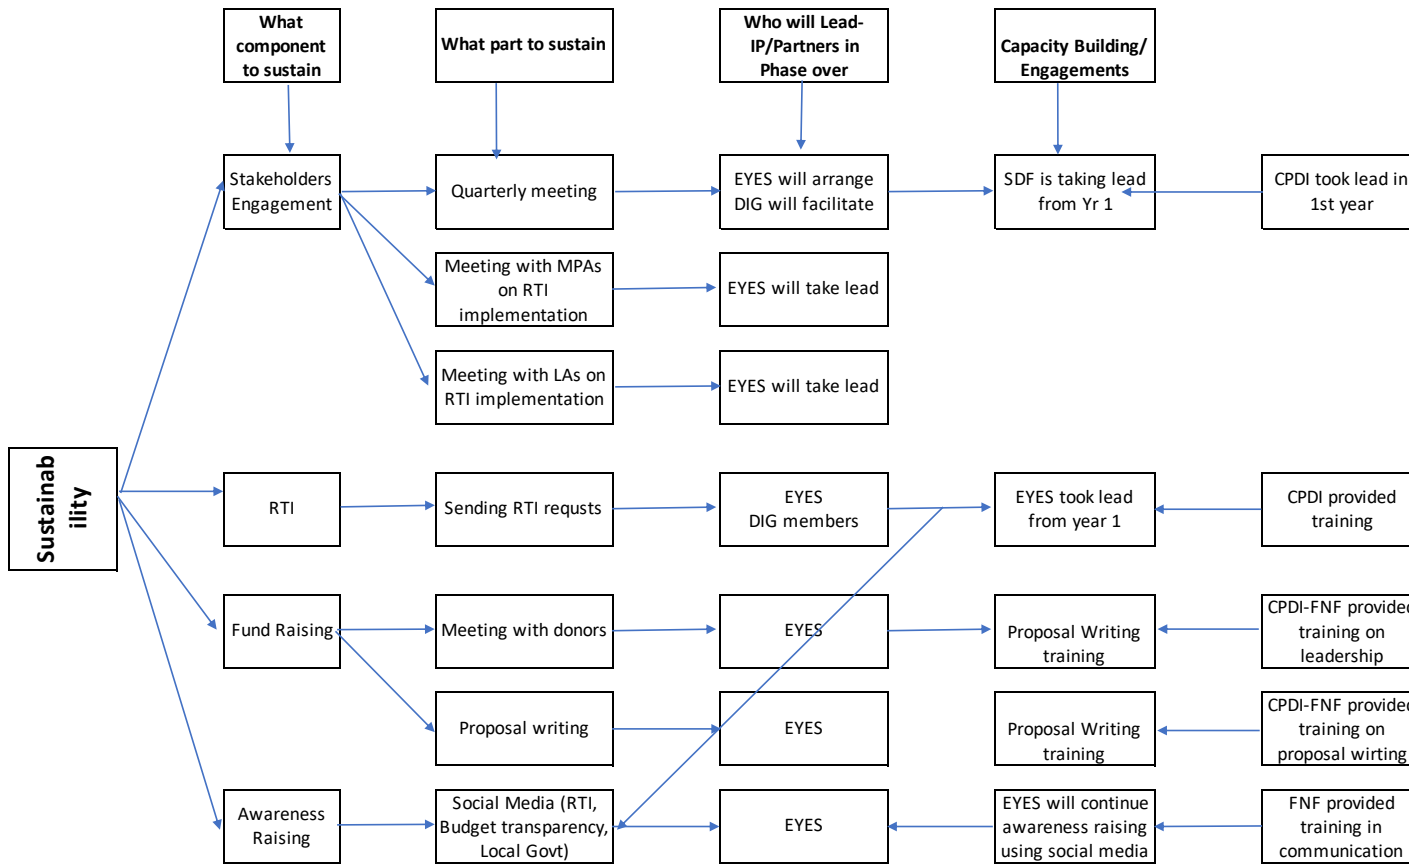 What
component
to sustain
What part to sustain
Who will Lead-
IP/Partners in
Phase over
Capacity Building/
Engagements
Stakeholders
Engagement
Quarterly meeting
EYES will arrange
DIG will facilitate
SDF is taking lead
from Yr 1
CPDI took lead in
1st year
Meeting with MPAs
on RTI
implementation
EYES will take lead
Meeting with LAs on
RTI implementation
EYES will take lead
Sustainab
ility
RTI
Sending RTI requsts
EYES
DIG members
EYES took lead
from year 1
CPDI provided
training
Fund Raising
Meeting with donors
EYES
Proposal Writing
training
CPDI-FNF provided
training on
leadership
Proposal writing
EYES
Proposal Writing
training
CPDI-FNF provided
training on
proposal wirting
Awareness
Raising
Social Media (RTI,
Budget transparency,
Local Govt)
EYES
EYES will continue
awareness raising
using social media
FNF provided
training in
communication